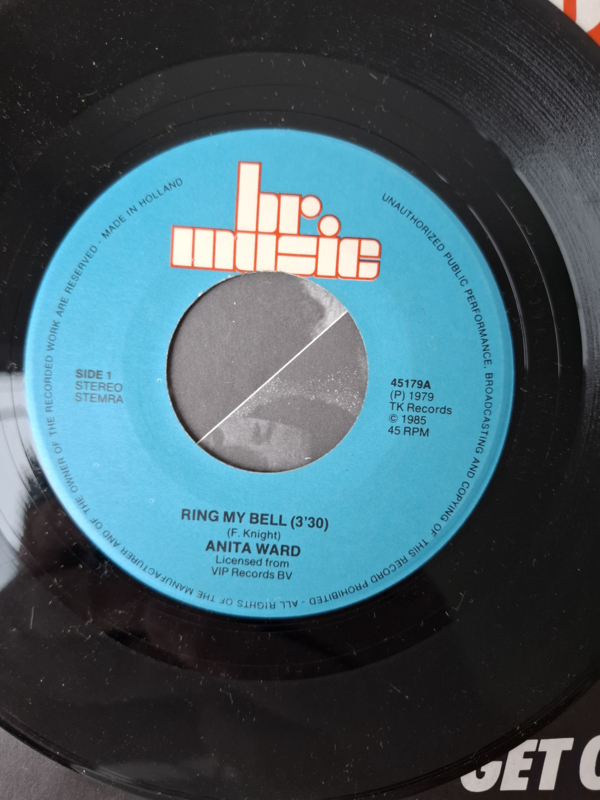 br.
music
MADE IN HOLLAND - ALL RIGHTS OF THE MANUFACTURER AND OF THE OWNER OF THE RECORDED WORK ARE RESERVED -
UNAUTHORIZED PUBLIC PERFORMANCE, BROADCASTING AND COPYING OF THIS RECORD PROHIBITED -
SIDE 1
STEREO
STEMRA
45179A
(P) 1979
TK Records
© 1985
45 RPM
RING MY BELL (3'30)
(F. Knight)
ANITA WARD
Licensed from
VIP Records BV
GET